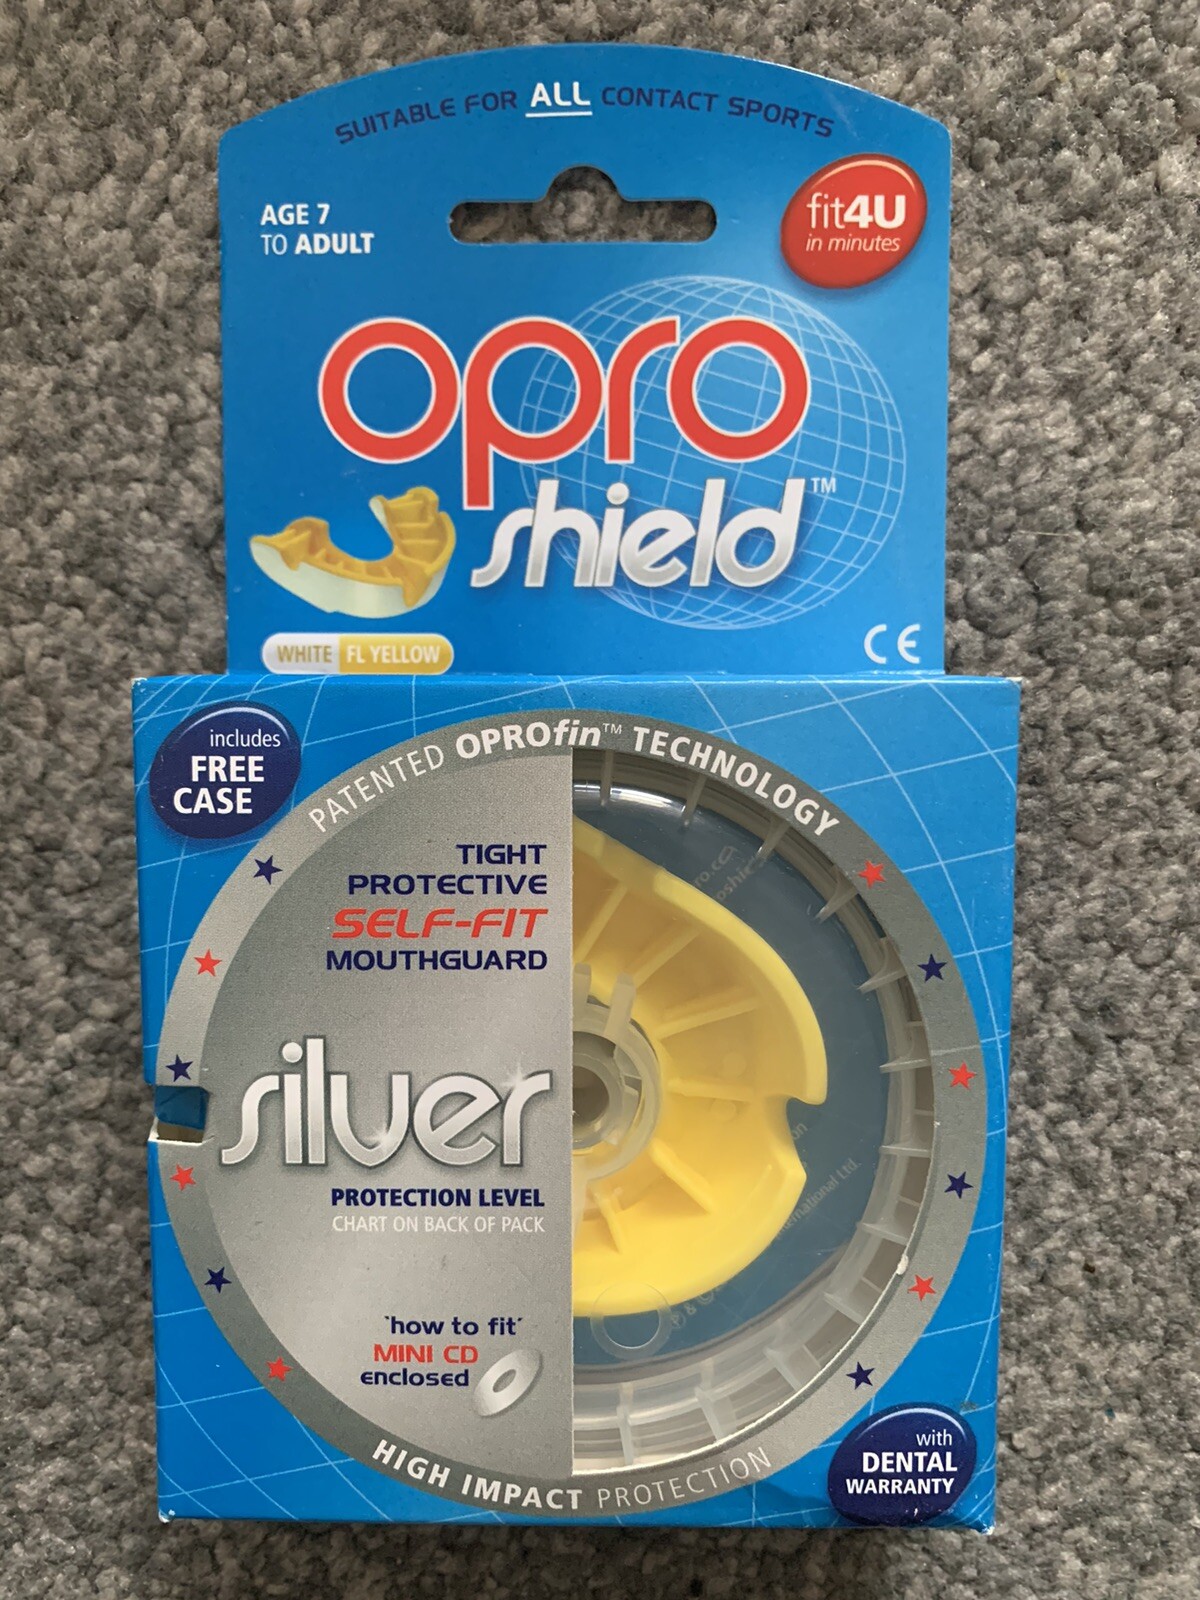 SUITABLE FOR ALL CONTACT SPORTS
AGE 7
TO ADULT
fit4U
in minutes
opro
shield™
WHITE FL YELLOW
CE
includes
FREE
CASE
PATENTED OPROfin™ TECHNOLOGY
TIGHT
PROTECTIVE
SELF-FIT
MOUTHGUARD
silver
PROTECTION LEVEL
CHART ON BACK OF PACK
'how to fit'
MINI CD
enclosed
HIGH IMPACT PROTECTION
with
DENTAL
WARRANTY